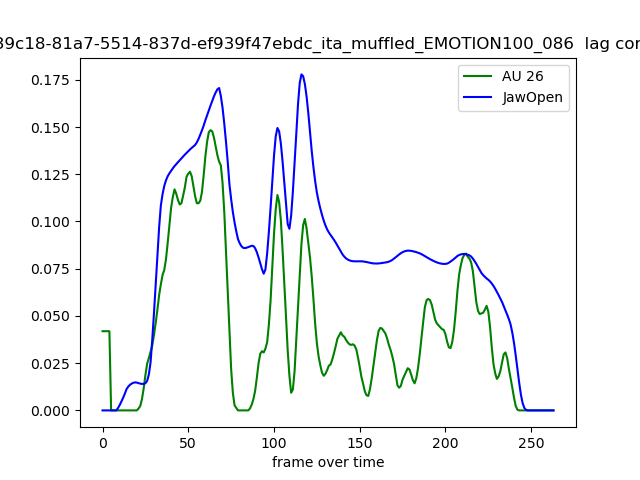 39c18-81a7-5514-837d-ef939f47ebdc_ita_muffled_EMOTION100_086 lag cor
AU 26
JawOpen
0.175
0.150
0.125
0.100
0.075
0.050
0.025
0.000
0 50 100 150 200 250
frame over time